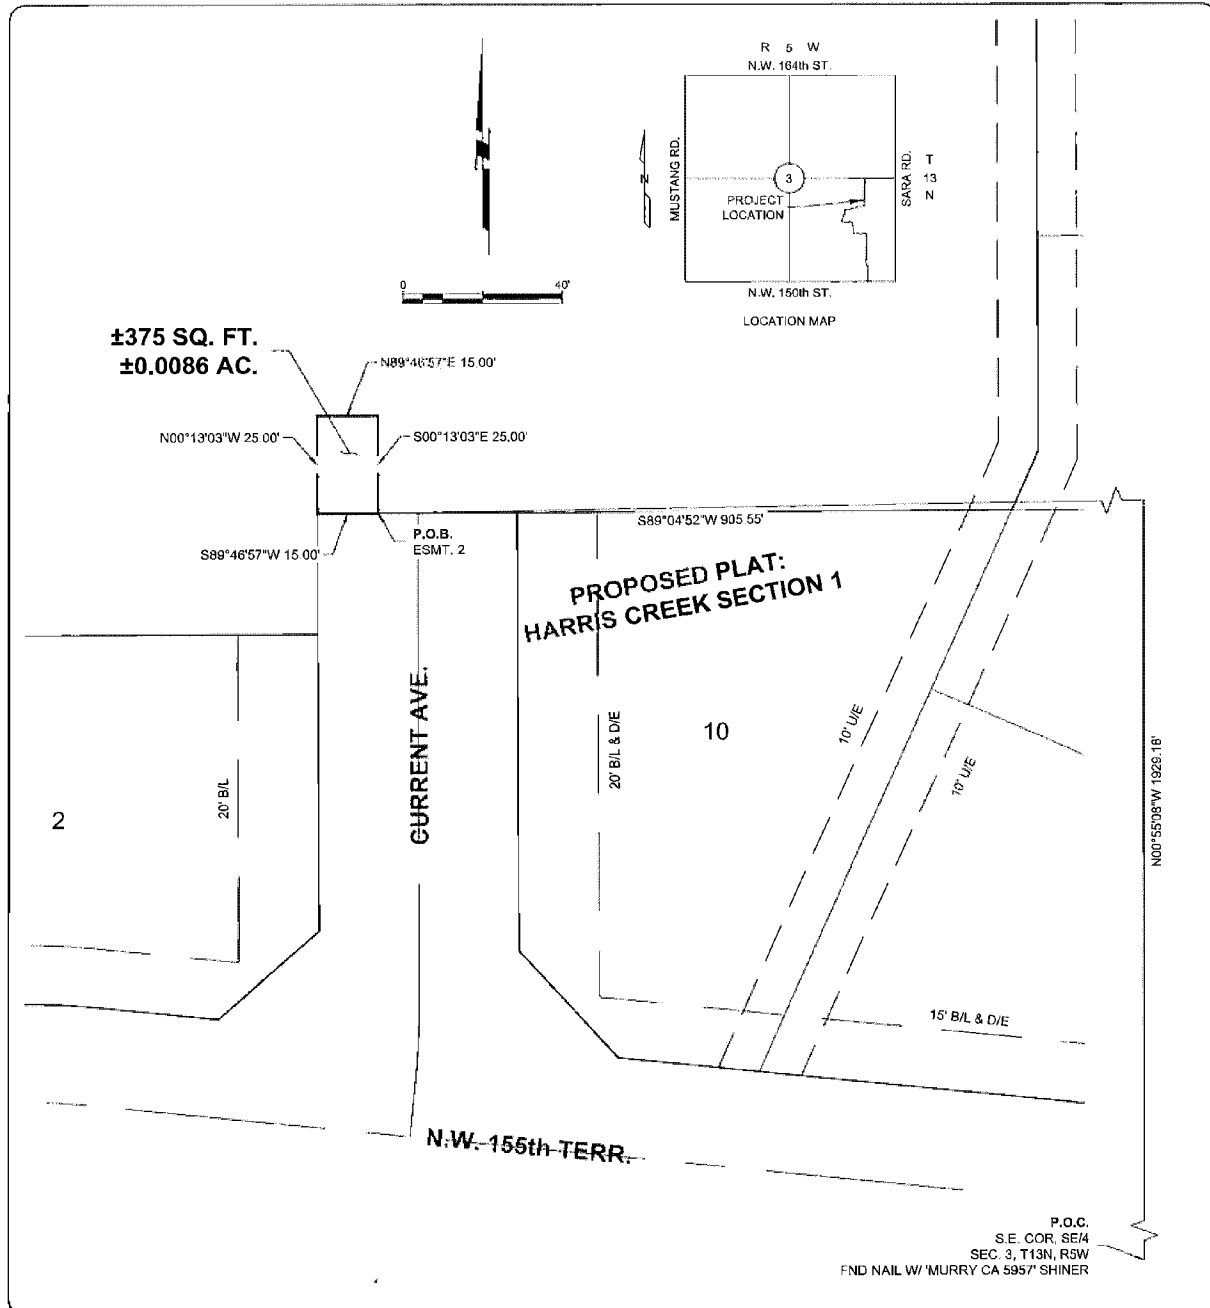 R 5 W
N.W. 164th ST.
MUSTANG RD.
N
3
SARA RD.
T
13
N
PROJECT
LOCATION
N.W. 150th ST.
LOCATION MAP
0 40'
±375 SQ. FT.
±0.0086 AC.
N89°46'57"E 15.00'
N00°13'03"W 25.00'
S00°13'03"E 25.00'
S89°46'57"W 15.00'
P.O.B.
ESMT. 2
S89°04'52"W 905.55'
PROPOSED PLAT:
HARRIS CREEK SECTION 1
CURRENT AVE.
20' B/L
2
20' B/L & D/E
10
10' U/E
10' U/E
N00°55'08"W 1929.18'
15' B/L & D/E
N.W. 155th TERR.
P.O.C.
S.E. COR, SE/4
SEC. 3, T13N, R5W
FND NAIL W/ 'MURRY CA 5957' SHINER